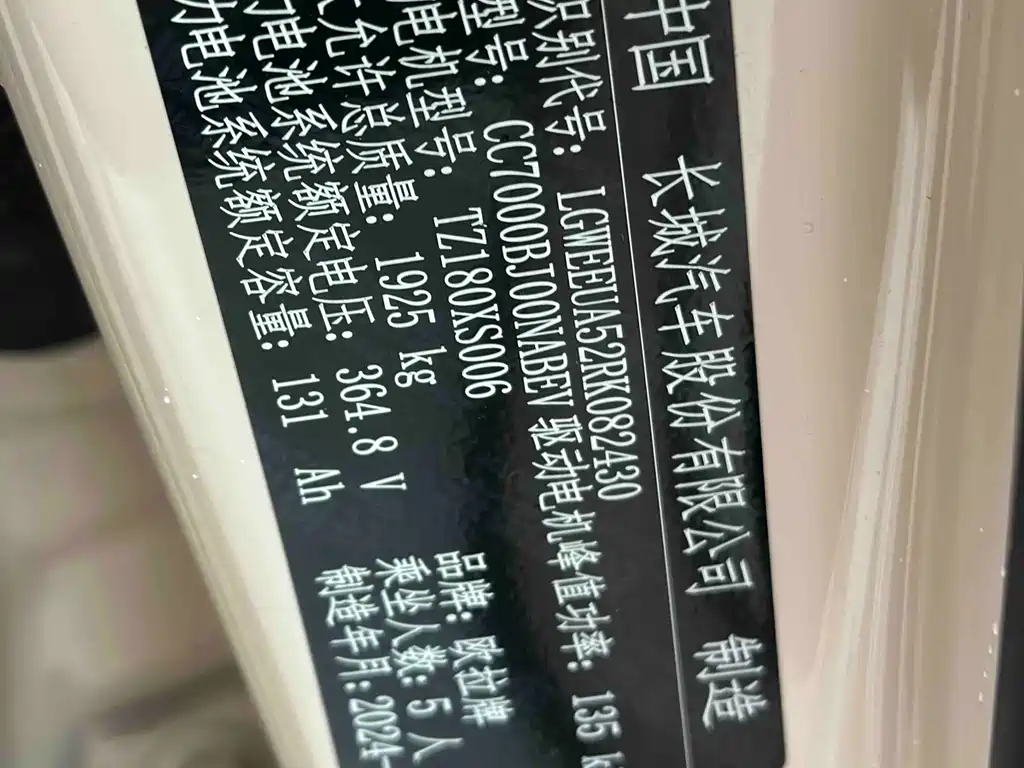 中国 长城汽车股份有限公司 制造
识别代号: LGWEEUA52RK082430
型号: CC7000BJ00NABEV 驱动电机峰值功率: 135 k
电机型号: TZ180XS006 品牌: 欧拉牌
允许总质量: 1925 kg 乘坐人数: 5 人
力电池系统额定电压: 364.8 V 制造年月: 2024-
力电池系统额定容量: 131 Ah